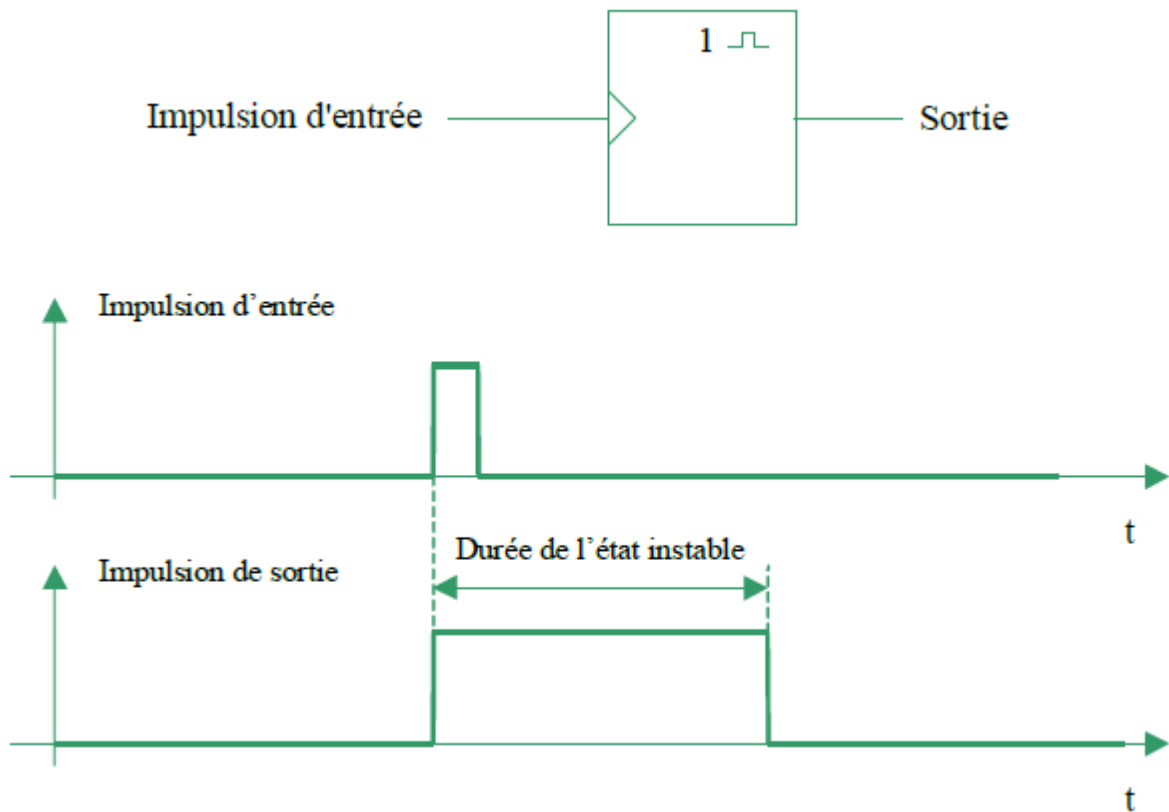 1
Impulsion d'entrée
Sortie
Impulsion d’entrée
t
Durée de l’état instable
Impulsion de sortie
t